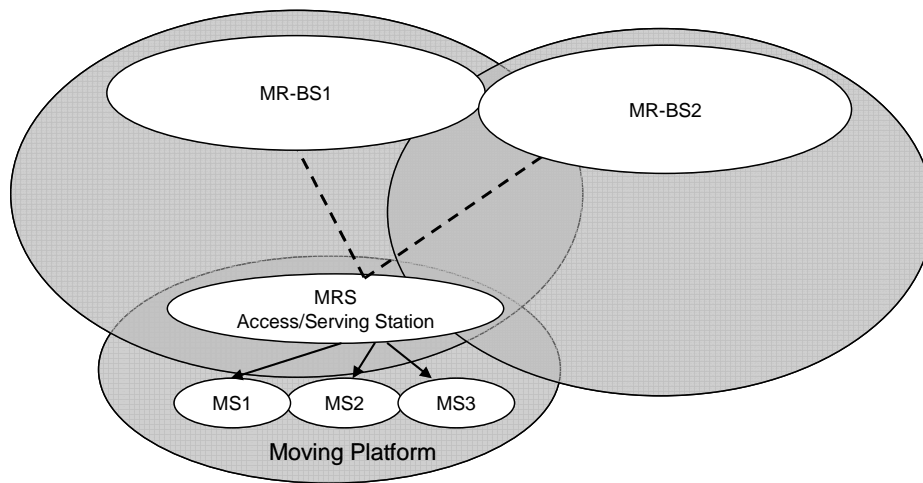 MR-BS1
MR-BS2
MRS
Access/Serving Station
MS1
MS2
MS3
Moving Platform